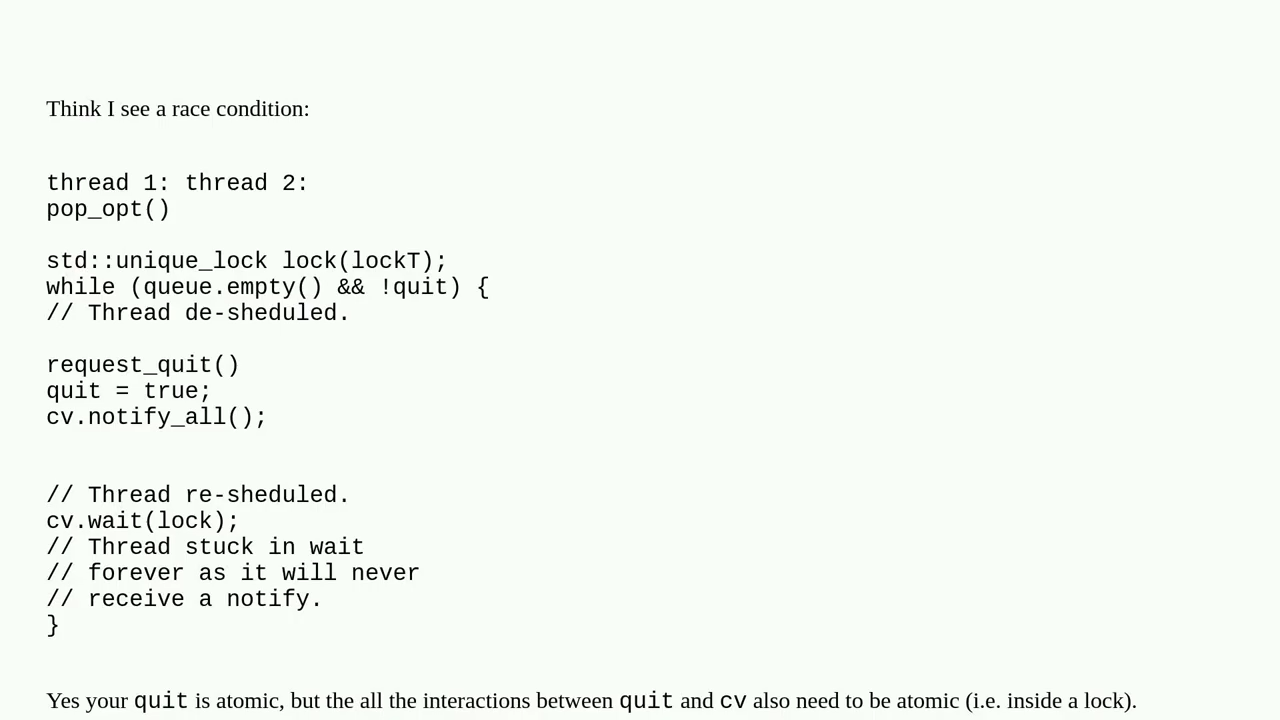 Think I see a race condition:
thread 1: thread 2:
pop_opt()
std::unique_lock lock(lockT);
while (queue.empty() && !quit) {
// Thread de-sheduled.
request_quit()
quit = true;
cv.notify_all();
// Thread re-sheduled.
cv.wait(lock);
// Thread stuck in wait
// forever as it will never
// receive a notify.
}
Yes your quit is atomic, but the all the interactions between quit and cv also need to be atomic (i.e. inside a lock).